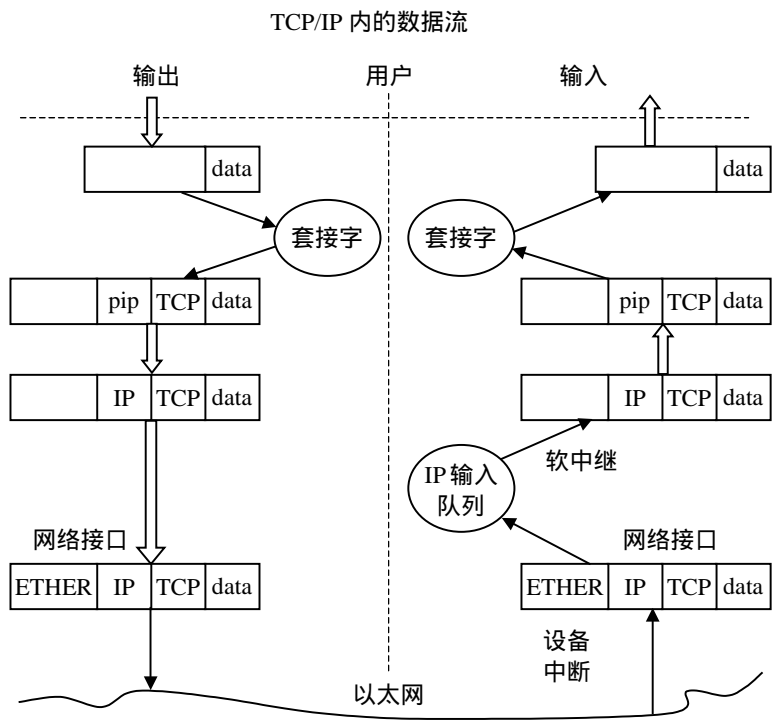 TCP/IP 内的数据流
输出
用户
输入
data
data
套接字
套接字
pip TCP data
pip TCP data
IP TCP data
IP TCP data
软中继
IP 输入
队列
网络接口
网络接口
ETHER IP TCP data
ETHER IP TCP data
设备
中断
以太网